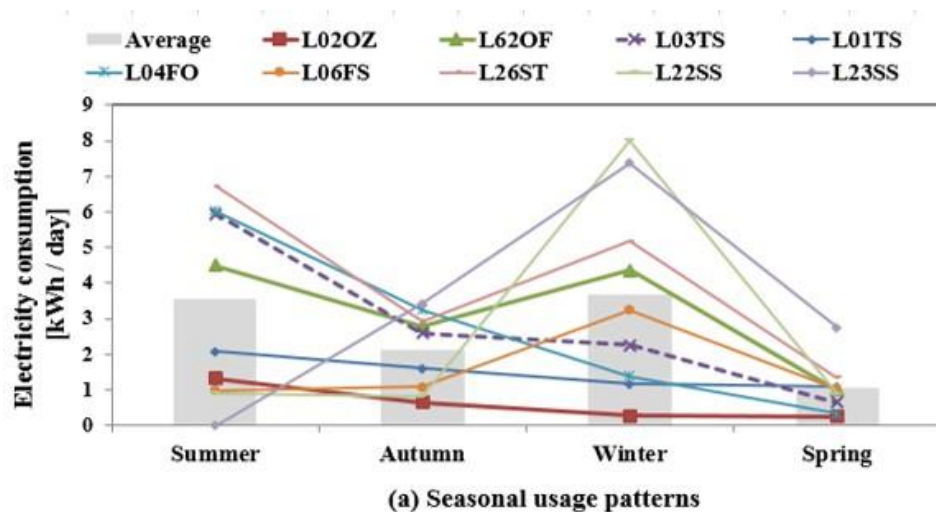 Average L02OZ L62OF L03TS L01TS
L04FO L06FS L26ST L22SS L23SS
Electricity consumption
[kWh / day]
9
8
7
6
5
4
3
2
1
0
Summer Autumn Winter Spring
(a) Seasonal usage patterns